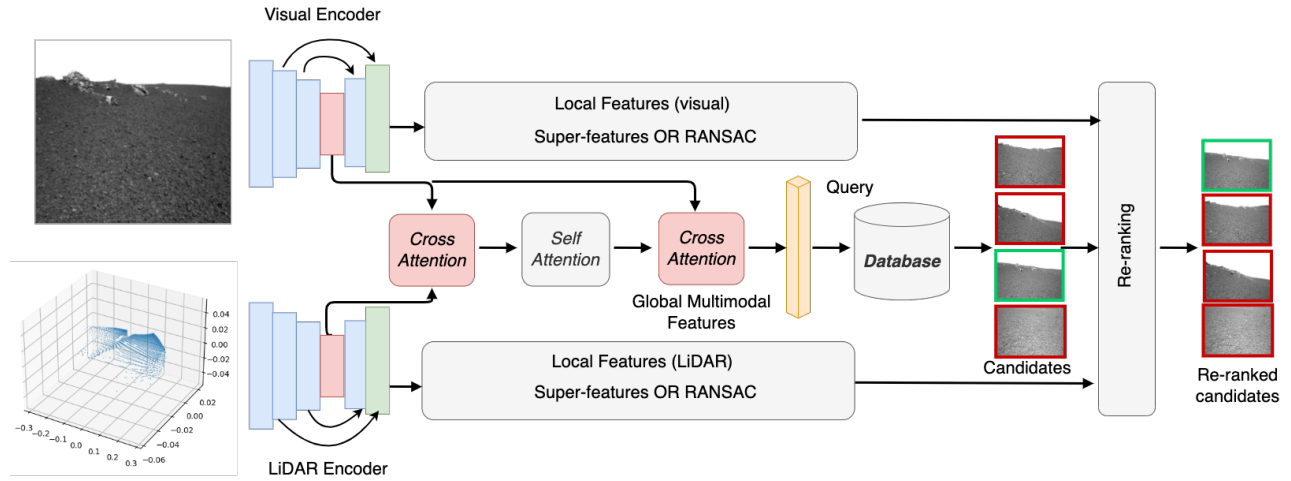 Visual Encoder
Local Features (visual)
Super-features OR RANSAC
Cross
Attention
Self
Attention
Cross
Attention
Global Multimodal
Features
Query
Database
Candidates
Re-ranking
Re-ranked
candidates
0.04
0.02
0.00
−0.02
−0.04
0.02
0.00
−0.02
−0.04
−0.06
−0.3
−0.2
−0.1
0.0
0.1
0.2
0.3
Local Features (LiDAR)
Super-features OR RANSAC
LiDAR Encoder